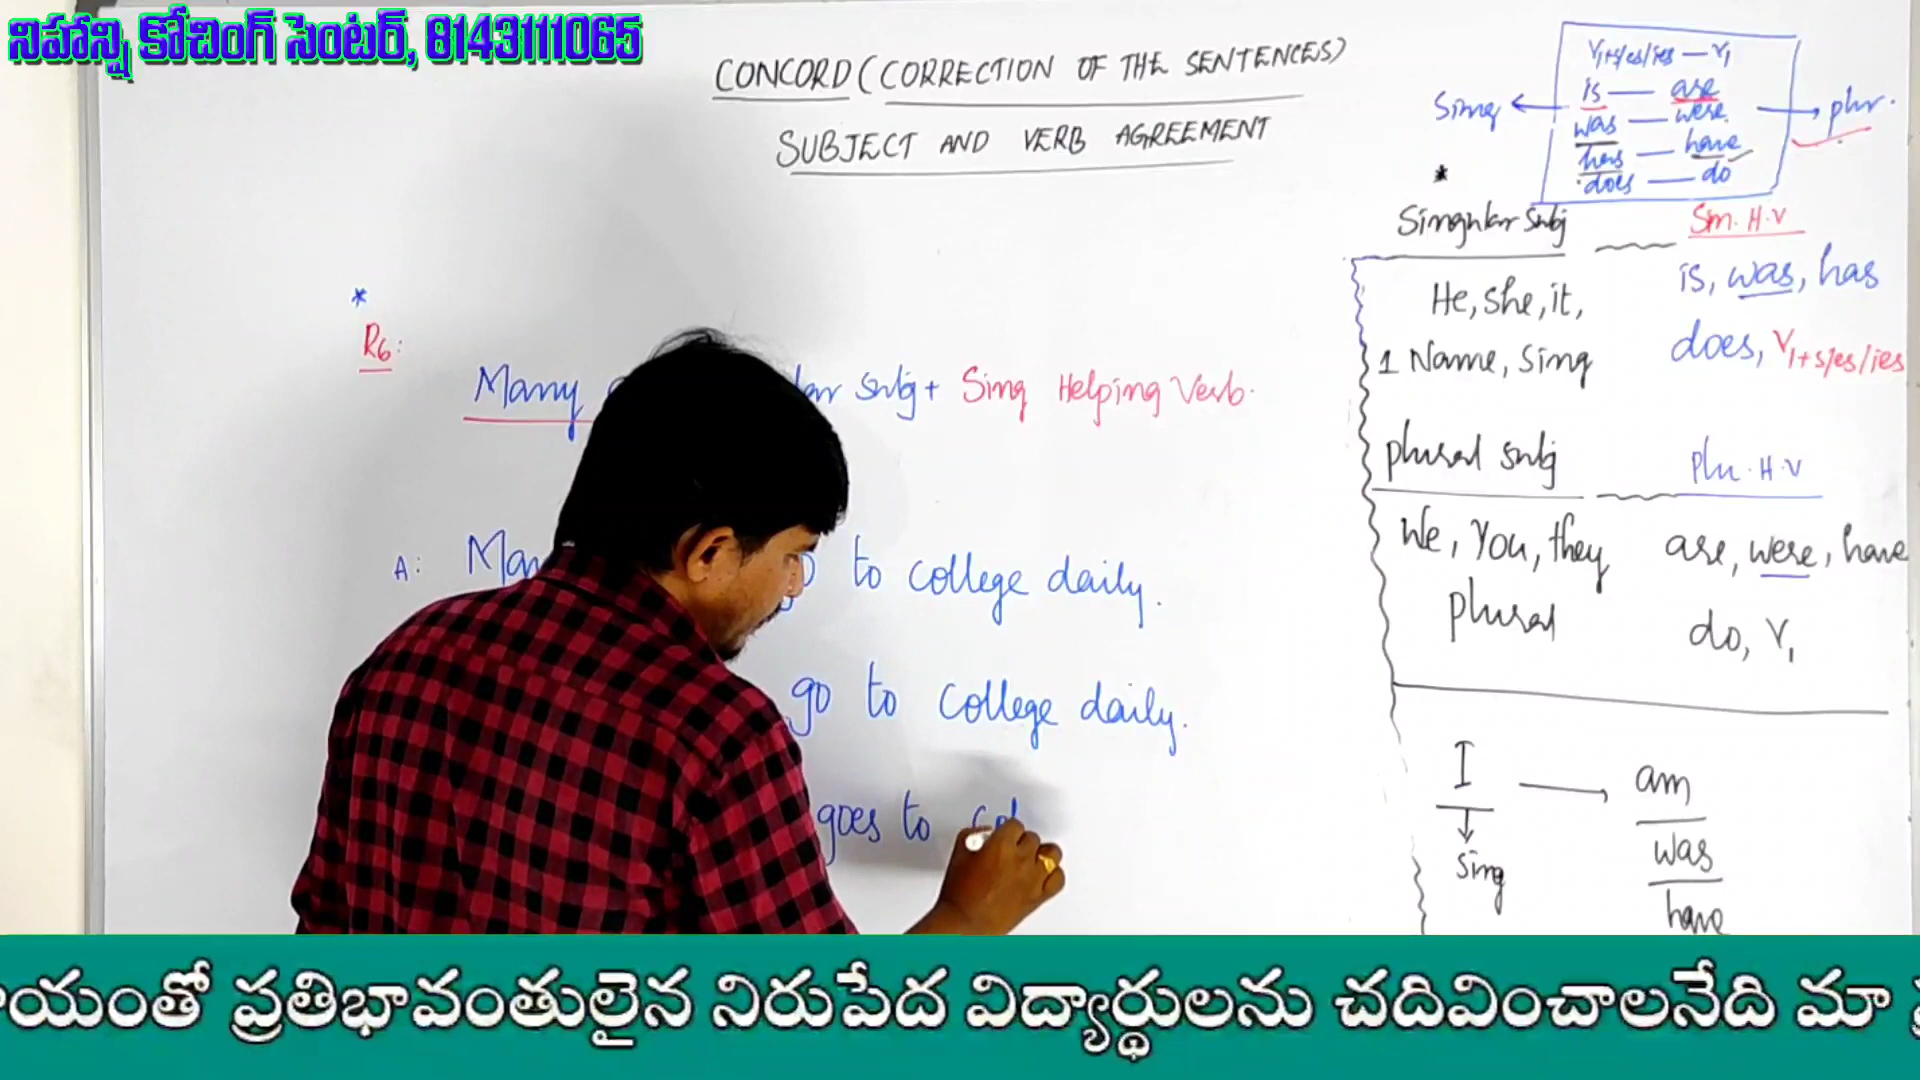 నిహాన్షి కోచింగ్ సెంటర్, 8143111065
CONCORD (CORRECTION OF THE SENTENCES)
SUBJECT AND VERB AGREEMENT
*
R6:
Many subj + Sing Helping Verb.
A: to college daily.
go to college daily.
goes to
V1+s/es/ies — V1
is — are
was — were
has — have
does — do
Sing
plu.
*
Singular Subj
Sin. H.V
He, she, it,
is, was, has
1 Name, Sing
does, V1+s/es/ies
plural subj
plu. H.V
We, You, they
are, were, have
plural
do, V1
I
am
was
have
Sing
ప్రతిభావంతులైన నిరుపేద విద్యార్థులను చదివించాలనేది మా